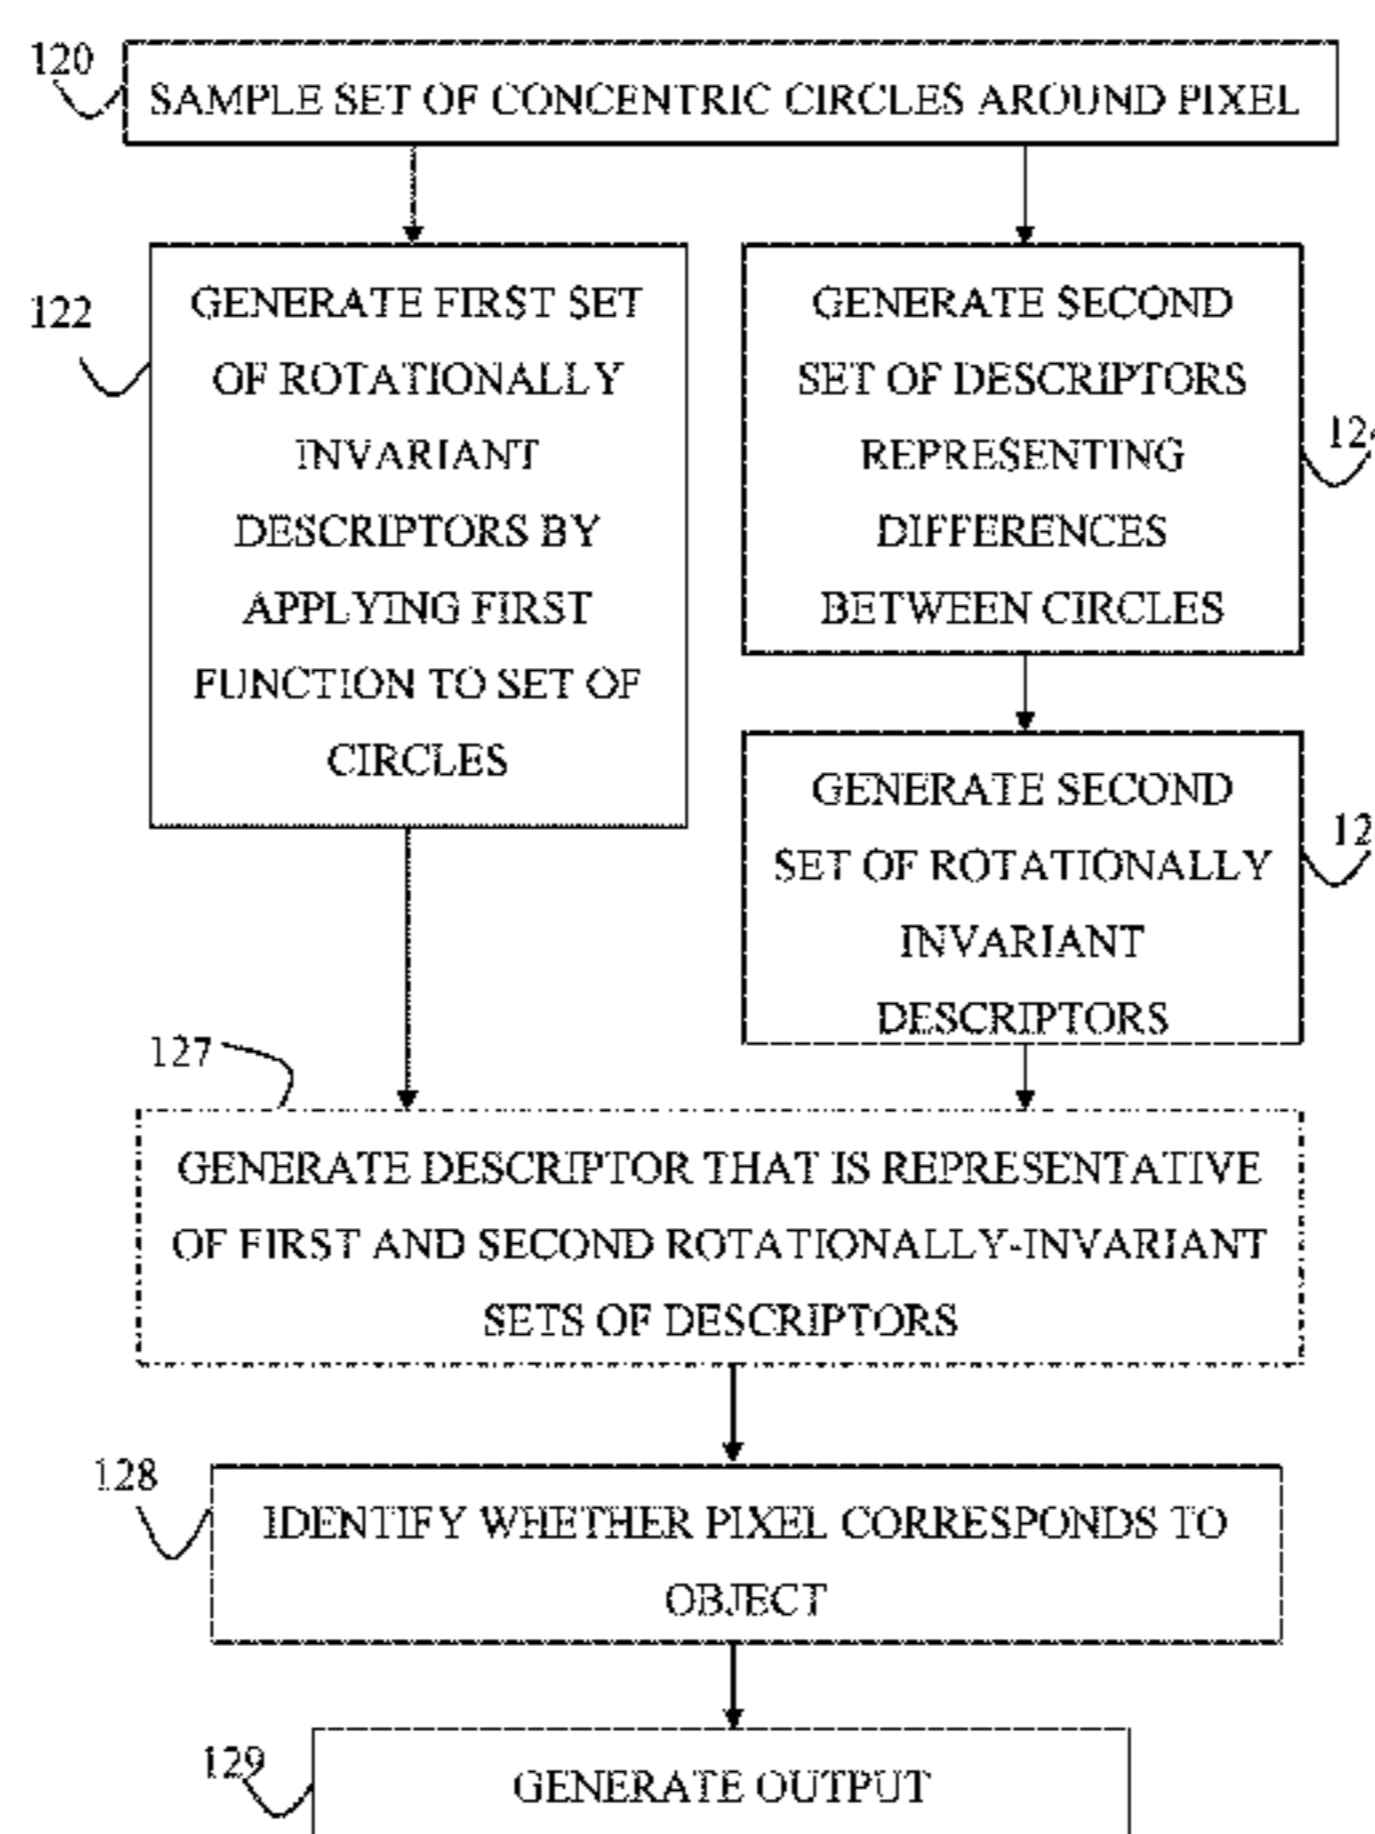 120
SAMPLE SET OF CONCENTRIC CIRCLES AROUND PIXEL
122
GENERATE FIRST SET
OF ROTATIONALLY
INVARIANT
DESCRIPTORS BY
APPLYING FIRST
FUNCTION TO SET OF
CIRCLES
GENERATE SECOND
SET OF DESCRIPTORS
REPRESENTING
DIFFERENCES
BETWEEN CIRCLES
GENERATE SECOND
SET OF ROTATIONALLY
INVARIANT
DESCRIPTORS
127
GENERATE DESCRIPTOR THAT IS REPRESENTATIVE
OF FIRST AND SECOND ROTATIONALLY-INVARIANT
SETS OF DESCRIPTORS
128
IDENTIFY WHETHER PIXEL CORRESPONDS TO
OBJECT
129
GENERATE OUTPUT